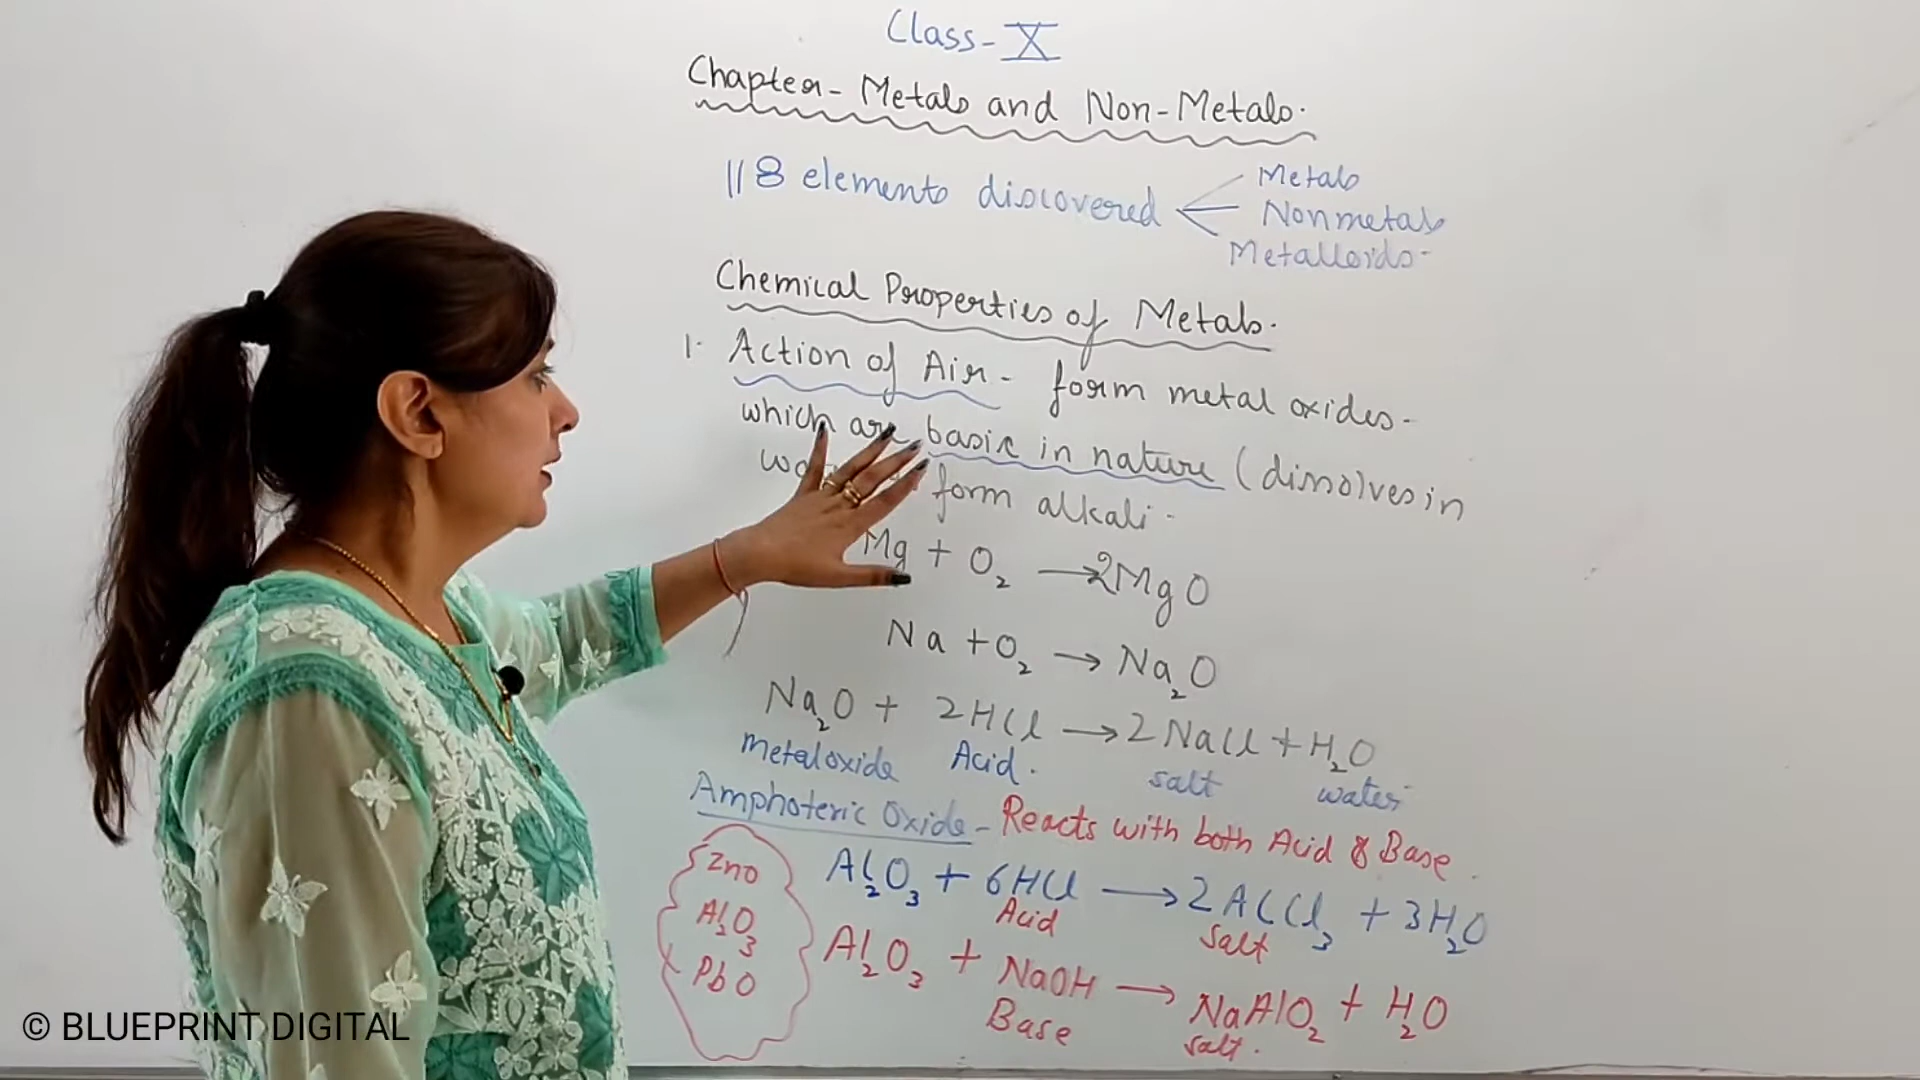 Class-X
Chapter- Metals and Non-Metals.
118 elements discovered
Metals
Nonmetals
Metalloids-
Chemical Properties of Metals.
1. Action of Air- form metal oxides-
which are basic in nature (dissolves in
form alkali-
Mg + O₂ → 2MgO
Na + O₂ → Na₂O
Na₂O + 2HCl → 2NaCl + H₂O
metaloxide Acid. salt water
Amphoteric Oxide- Reacts with both Acid & Base.
Zno
Al₂O₃
PbO
Al₂O₃ + 6HCl → 2AlCl₃ + 3H₂O
Acid salt
Al₂O₃ + NaOH → NaAlO₂ + H₂O
Base salt.
© BLUEPRINT DIGITAL